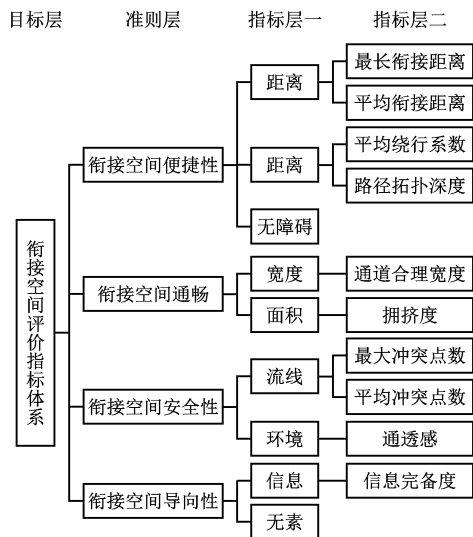 目标层 准则层 指标层一 指标层二
最长衔接距离
距离
平均衔接距离
平均绕行系数
衔接空间便捷性 距离
路径拓扑深度
无障碍
衔接空间评价指标体系
宽度 通道合理宽度
衔接空间通畅
面积 拥挤度
最大冲突点数
流线
平均冲突点数
衔接空间安全性
环境 通透感
信息 信息完备度
衔接空间导向性
无素